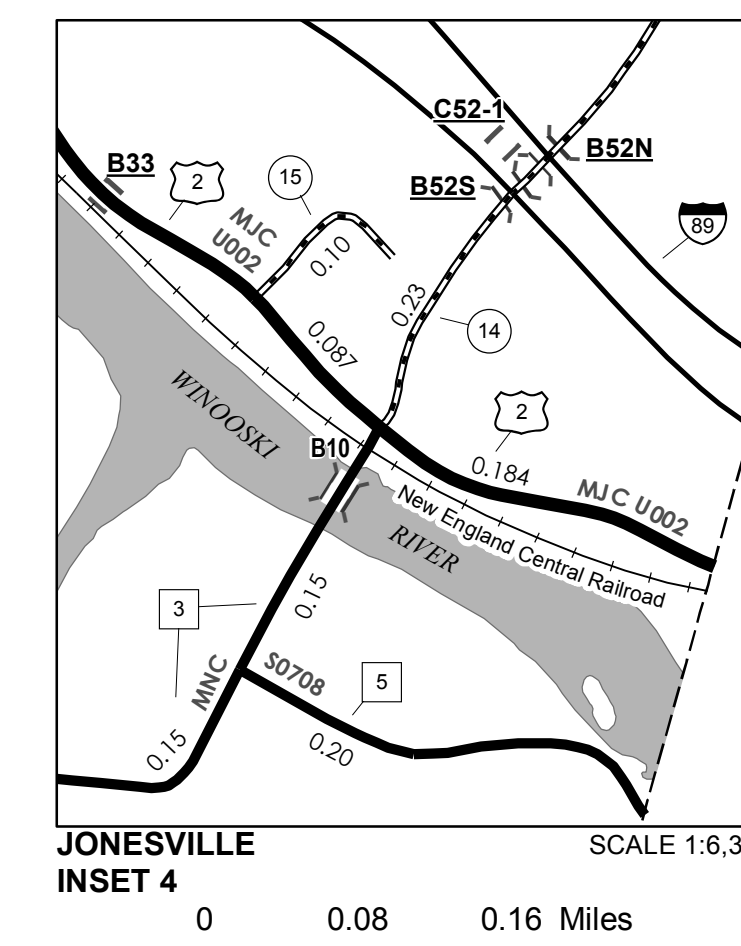 C52-1
B33
B52N
2
15
B52S
MJC
U002
89
0.10
0.23
0.087
14
WINOOSKI
2
B10
0.184
MJC U002
New England Central Railroad
RIVER
0.15
3
MNC
S0708
5
0.15
0.20
JONESVILLE
SCALE 1:6,3
INSET 4
0 0.08 0.16 Miles